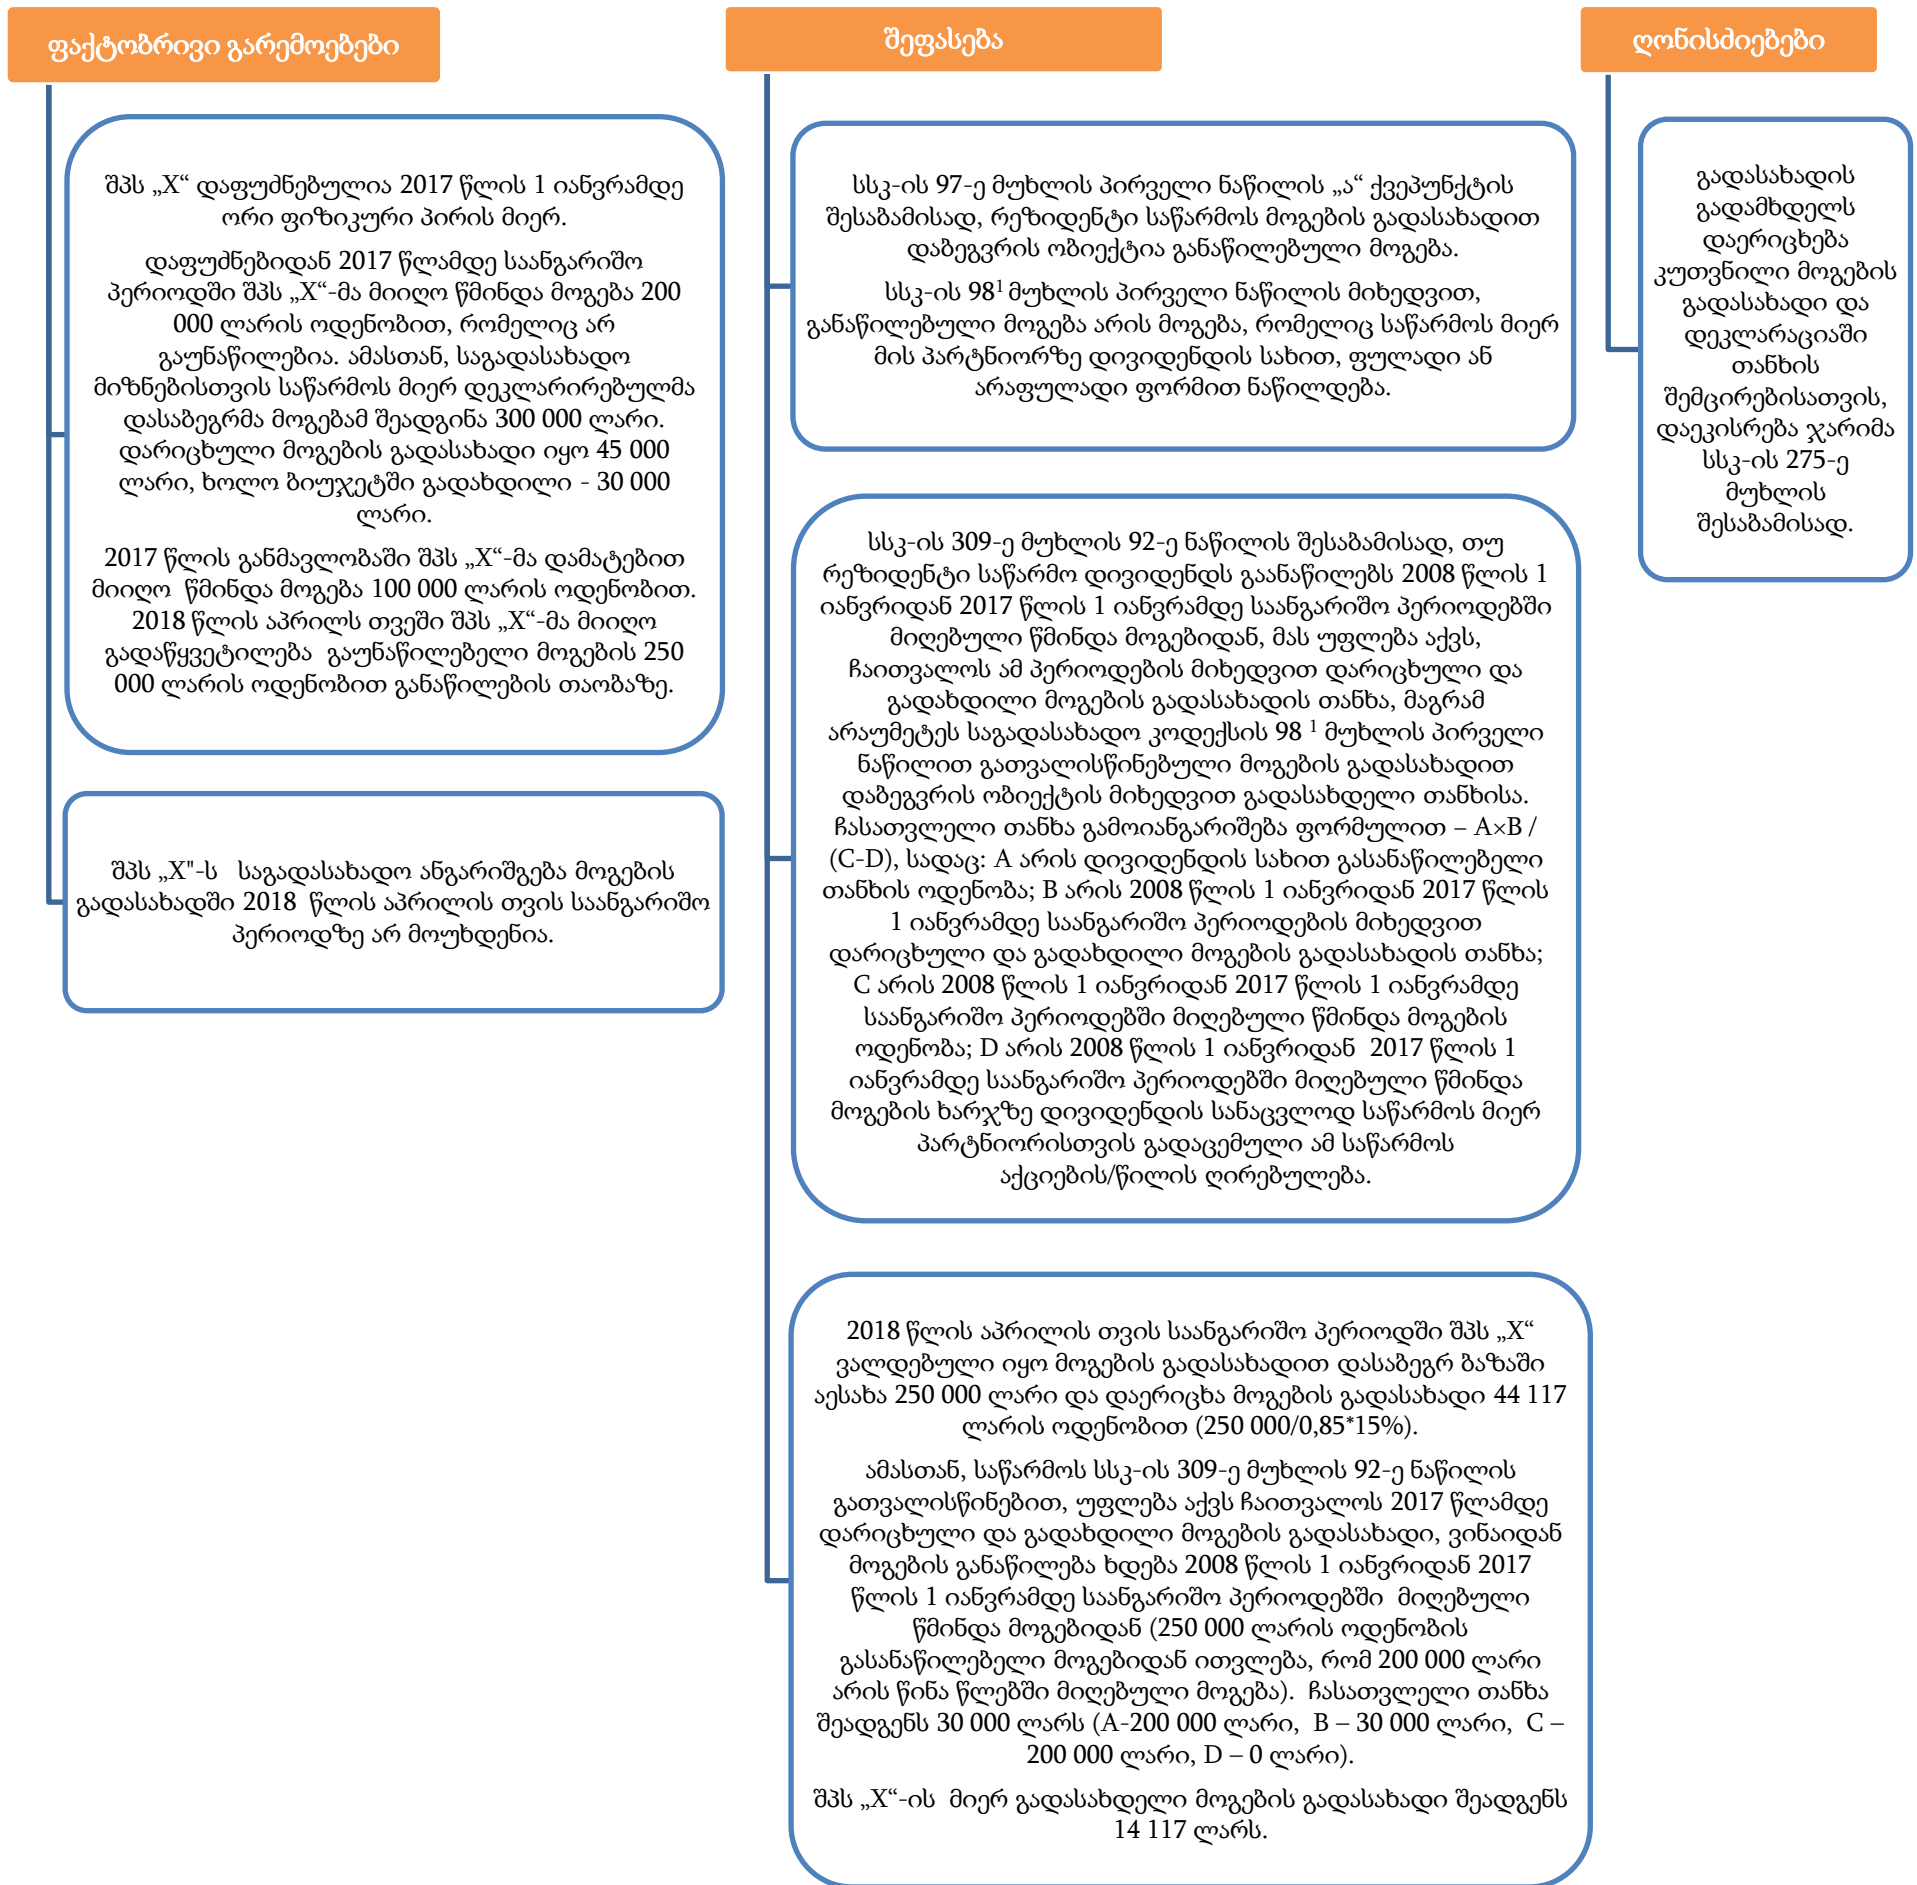 ფაქტობრივი გარემოებები
შპს „X“ დაფუძნებულია 2017 წლის 1 იანვრამდე
ორი ფიზიკური პირის მიერ.
დაფუძნებიდან 2017 წლამდე საანგარიშო
პერიოდში შპს „X“-მა მიიღო წმინდა მოგება 200
000 ლარის ოდენობით, რომელიც არ
გაუნაწილებია. ამასთან, საგადასახადო
მიზნებისთვის საწარმოს მიერ დეკლარირებულმა
დასაბეგრმა მოგებამ შეადგინა 300 000 ლარი.
დარიცხული მოგების გადასახადი იყო 45 000
ლარი, ხოლო ბიუჯეტში გადახდილი - 30 000
ლარი.
2017 წლის განმავლობაში შპს „X“-მა დამატებით
მიიღო წმინდა მოგება 100 000 ლარის ოდენობით.
2018 წლის აპრილს თვეში შპს „X“-მა მიიღო
გადაწყვეტილება გაუნაწილებელი მოგების 250
000 ლარის ოდენობით განაწილების თაობაზე.
შპს „X"-ს საგადასახადო ანგარიშგება მოგების
გადასახადში 2018 წლის აპრილის თვის საანგარიშო
პერიოდზე არ მოუხდენია.
შეფასება
სსკ-ის 97-ე მუხლის პირველი ნაწილის „ა“ ქვეპუნქტის
შესაბამისად, რეზიდენტი საწარმოს მოგების გადასახადით
დაბეგვრის ობიექტია განაწილებული მოგება.
სსკ-ის 98¹ მუხლის პირველი ნაწილის მიხედვით,
განაწილებული მოგება არის მოგება, რომელიც საწარმოს მიერ
მის პარტნიორზე დივიდენდის სახით, ფულადი ან
არაფულადი ფორმით ნაწილდება.
სსკ-ის 309-ე მუხლის 92-ე ნაწილის შესაბამისად, თუ
რეზიდენტი საწარმო დივიდენდს გაანაწილებს 2008 წლის 1
იანვრიდან 2017 წლის 1 იანვრამდე საანგარიშო პერიოდებში
მიღებული წმინდა მოგებიდან, მას უფლება აქვს,
ჩაითვალოს ამ პერიოდების მიხედვით დარიცხული და
გადახდილი მოგების გადასახადის თანხა, მაგრამ
არაუმეტეს საგადასახადო კოდექსის 98 ¹ მუხლის პირველი
ნაწილით გათვალისწინებული მოგების გადასახადით
დაბეგვრის ობიექტის მიხედვით გადასახდელი თანხისა.
ჩასათვლელი თანხა გამოიანგარიშება ფორმულით – A×B /
(C-D), სადაც: A არის დივიდენდის სახით გასანაწილებელი
თანხის ოდენობა; B არის 2008 წლის 1 იანვრიდან 2017 წლის
1 იანვრამდე საანგარიშო პერიოდების მიხედვით
დარიცხული და გადახდილი მოგების გადასახადის თანხა;
C არის 2008 წლის 1 იანვრიდან 2017 წლის 1 იანვრამდე
საანგარიშო პერიოდებში მიღებული წმინდა მოგების
ოდენობა; D არის 2008 წლის 1 იანვრიდან 2017 წლის 1
იანვრამდე საანგარიშო პერიოდებში მიღებული წმინდა
მოგების ხარჯზე დივიდენდის სანაცვლოდ საწარმოს მიერ
პარტნიორისთვის გადაცემული ამ საწარმოს
აქციების/წილის ღირებულება.
2018 წლის აპრილის თვის საანგარიშო პერიოდში შპს „X“
ვალდებული იყო მოგების გადასახადით დასაბეგრ ბაზაში
აესახა 250 000 ლარი და დაერიცხა მოგების გადასახადი 44 117
ლარის ოდენობით (250 000/0,85*15%).
ამასთან, საწარმოს სსკ-ის 309-ე მუხლის 92-ე ნაწილის
გათვალისწინებით, უფლება აქვს ჩაითვალოს 2017 წლამდე
დარიცხული და გადახდილი მოგების გადასახადი, ვინაიდან
მოგების განაწილება ხდება 2008 წლის 1 იანვრიდან 2017
წლის 1 იანვრამდე საანგარიშო პერიოდებში მიღებული
წმინდა მოგებიდან (250 000 ლარის ოდენობის
გასანაწილებელი მოგებიდან ითვლება, რომ 200 000 ლარი
არის წინა წლებში მიღებული მოგება). ჩასათვლელი თანხა
შეადგენს 30 000 ლარს (A-200 000 ლარი, B – 30 000 ლარი, C –
200 000 ლარი, D – 0 ლარი).
შპს „X“-ის მიერ გადასახდელი მოგების გადასახადი შეადგენს
14 117 ლარს.
ღონისძიებები
გადასახადის
გადამხდელს
დაერიცხება
კუთვნილი მოგების
გადასახადი და
დეკლარაციაში
თანხის
შემცირებისათვის,
დაეკისრება ჯარიმა
სსკ-ის 275-ე
მუხლის
შესაბამისად.